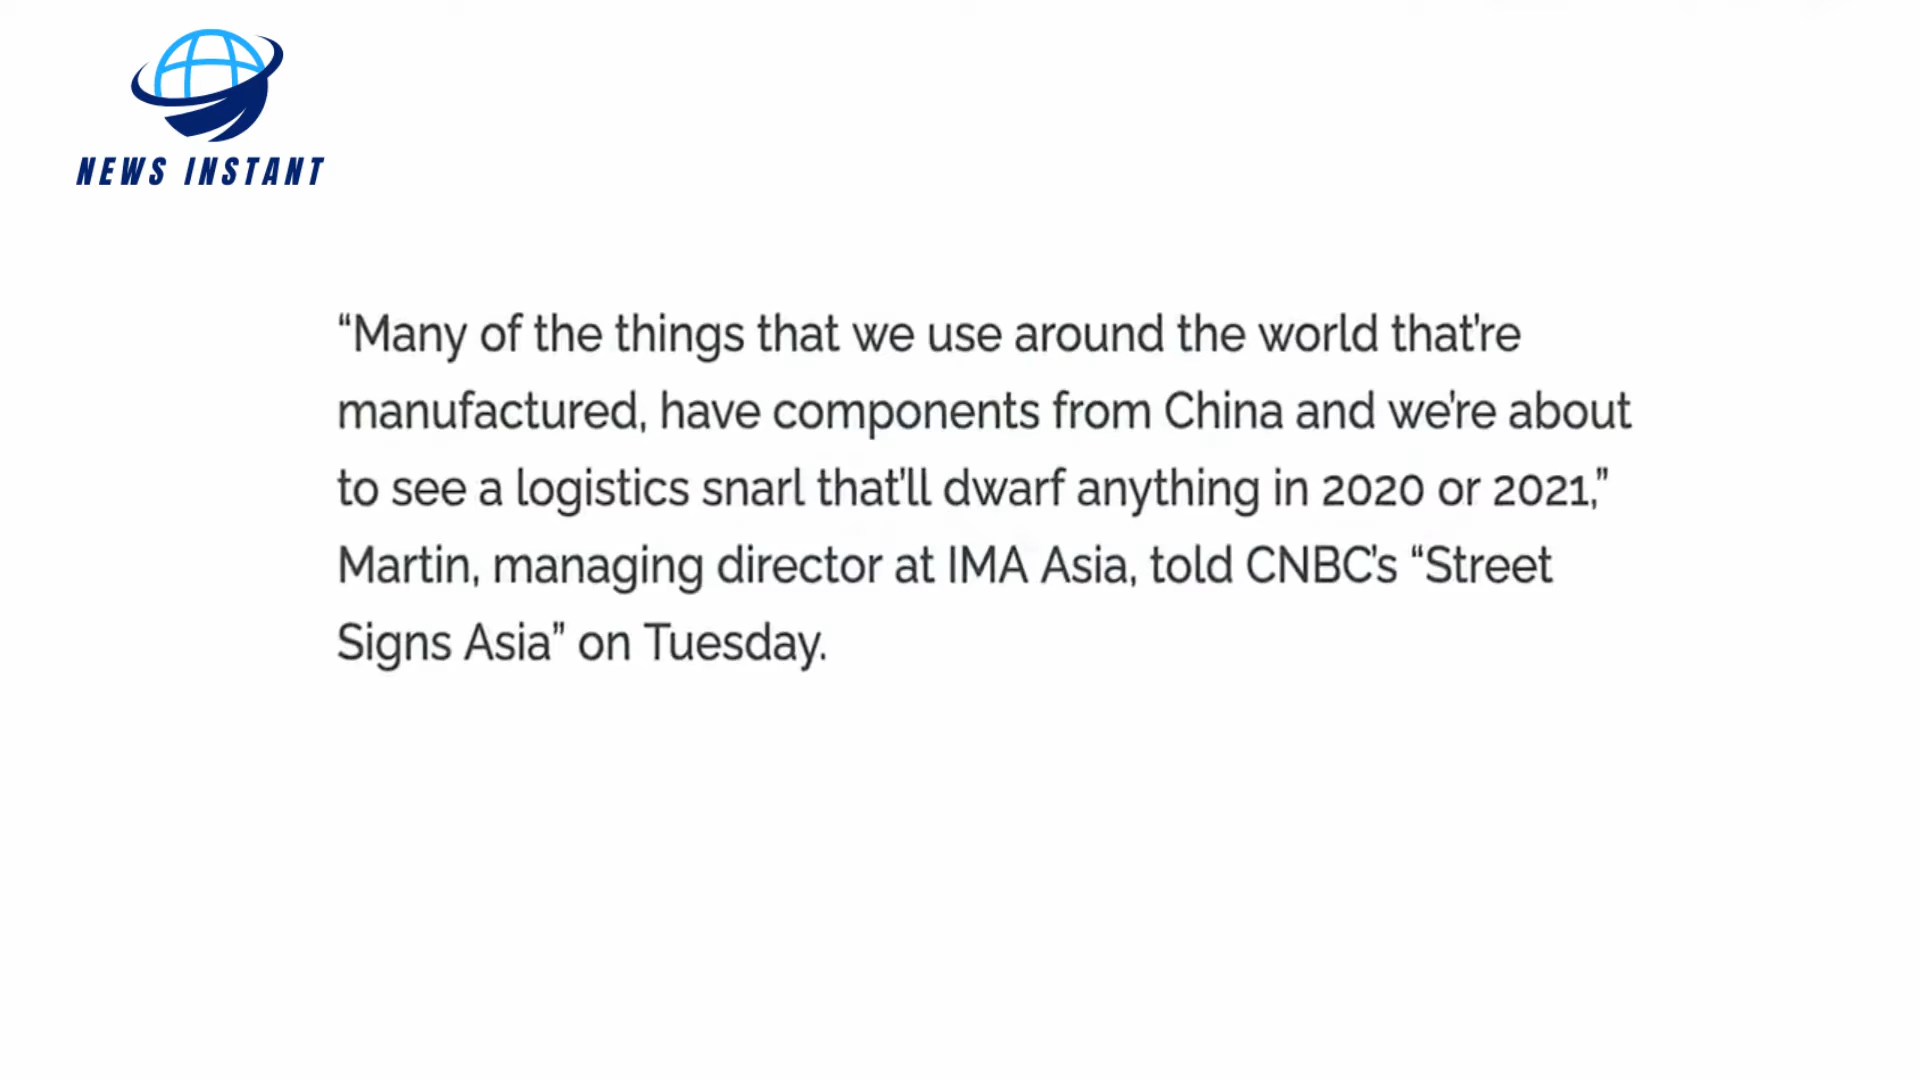 NEWS INSTANT
“Many of the things that we use around the world that’re
manufactured, have components from China and we’re about
to see a logistics snarl that’ll dwarf anything in 2020 or 2021,”
Martin, managing director at IMA Asia, told CNBC’s “Street
Signs Asia” on Tuesday.